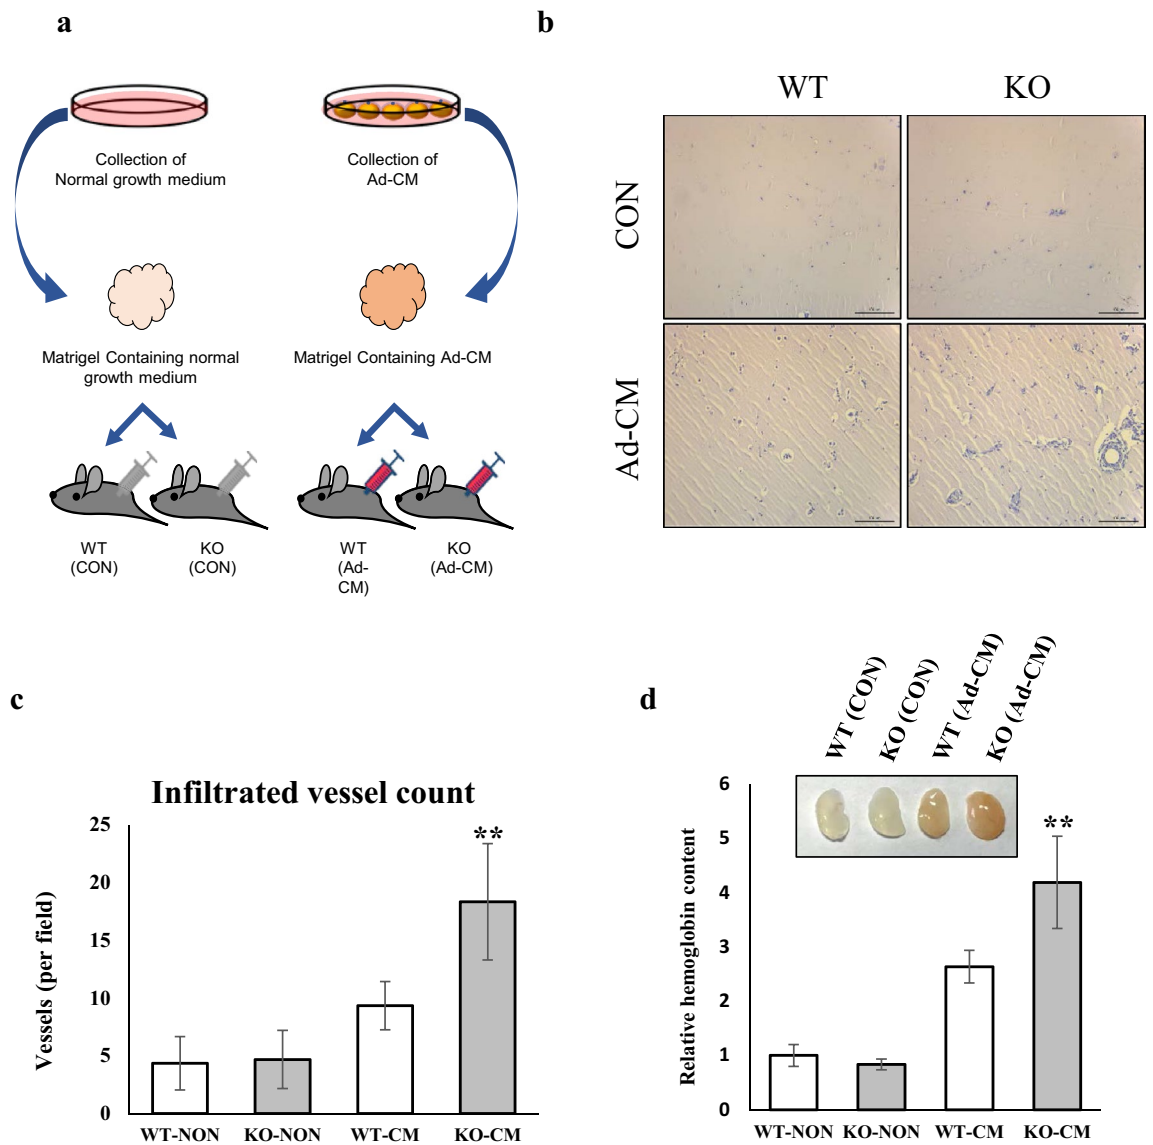 a
Collection of
Normal growth medium
Collection of
Ad-CM
Matrigel Containing normal
growth medium
Matrigel Containing Ad-CM
WT
(CON)
KO
(CON)
WT
(Ad-
CM)
KO
(Ad-CM)
b
WT KO
CON
Ad-CM
c
Infiltrated vessel count
Vessels (per field)
25
20
15
10
5
0
**
WT-NON KO-NON WT-CM KO-CM
d
WT (CON)
KO (CON)
WT (Ad-CM)
KO (Ad-CM)
Relative hemoglobin content
6
5
4
3
2
1
0
**
WT-NON KO-NON WT-CM KO-CM